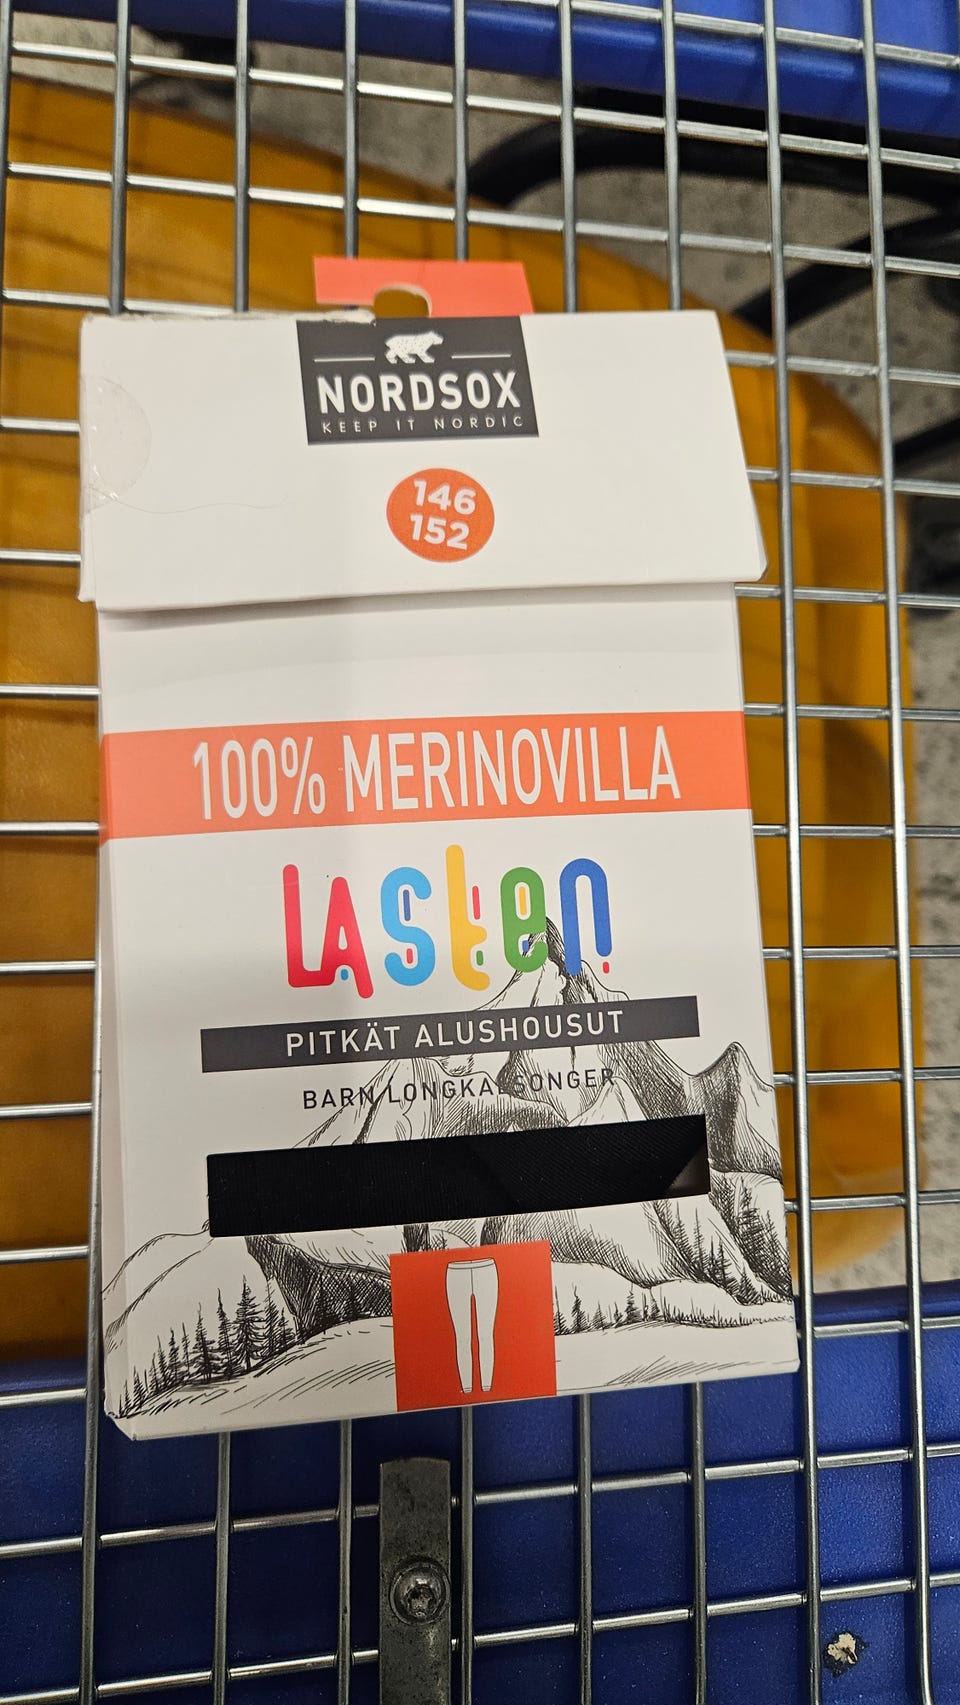 NORDSOX
KEEP IT NORDIC
146
152
100% MERINOVILLA
LASTEN
PITKÄT ALUSHOUSUT
BARN LONGKALSONGER